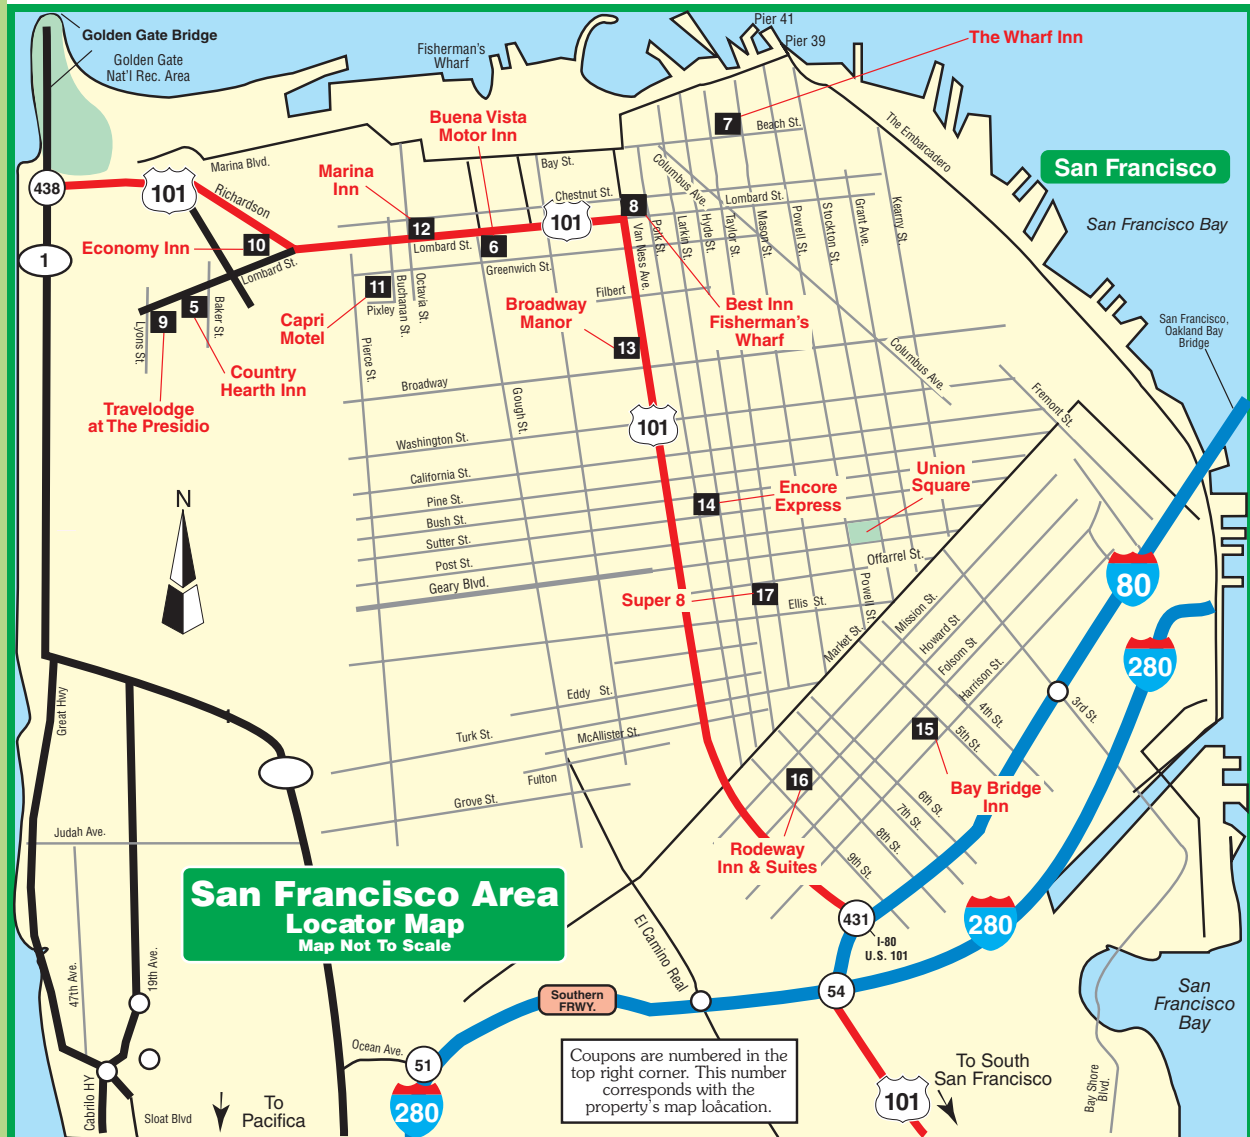 Golden Gate Bridge
Golden Gate
Nat'l Rec. Area
Fisherman's
Wharf
Pier 41
Pier 39
The Wharf Inn
The Embarcadero
San Francisco
San Francisco Bay
Buena Vista
Motor Inn
7
Beach St.
Marina Blvd.
Bay St.
Columbus Ave.
438
101
Richardson
Marina
Inn
Chestnut St.
8
Lombard St.
12
101
Economy Inn
10
Lombard St.
6
Greenwich St.
Van Ness Ave.
Polk St.
Larkin St.
Hyde St.
Taylor St.
Mason St.
Powell St.
Stockton St.
Grant Ave.
Kearny St.
1
Lombard St.
11
Pixley
Buchanan St.
Octavia St.
Filbert
5
9
Lyons St.
Baker St.
Capri
Motel
Broadway
Manor
13
Best Inn
Fisherman's
Wharf
San Francisco,
Oakland Bay
Bridge
Country
Hearth Inn
Travelodge
at The Presidio
Pierce St.
Broadway
Gough St.
Columbus Ave.
Fremont St.
101
Washington St.
California St.
Pine St.
Bush St.
Sutter St.
Post St.
Geary Blvd.
N
14
Encore
Express
Union
Square
Offarrel St.
Super 8
17
Ellis St.
Powell St.
Market St.
Mission St.
Howard St
Folsom St
Harrison St.
80
280
3rd St.
4th St.
5th St.
15
Bay Bridge
Inn
Great Hwy
Eddy St.
Turk St.
McAllister St.
Fulton
Grove St.
16
Rodeway
Inn & Suites
6th St.
7th St.
8th St.
9th St.
Judah Ave.
San Francisco Area
Locator Map
Map Not To Scale
431
I-80
U.S. 101
280
El Camino Real
47th Ave.
19th Ave.
Southern
FRWY.
54
San
Francisco
Bay
Ocean Ave.
51
280
Coupons are numbered in the
top right corner. This number
corresponds with the
property's map loåcation.
To South
San Francisco
101
Bay Shore
Blvd.
Cabrilo HY
Sloat Blvd
To
Pacifica